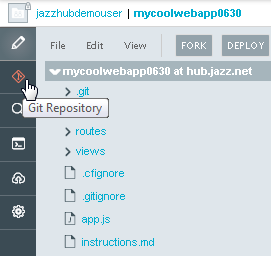 jazzhubdemouser | mycoolwebapp0630
File Edit View FORK DEPLOY
mycoolwebapp0630 at hub.jazz.net
.git
Git Repository
routes
views
.cfignore
.gitignore
app.js
instructions.md